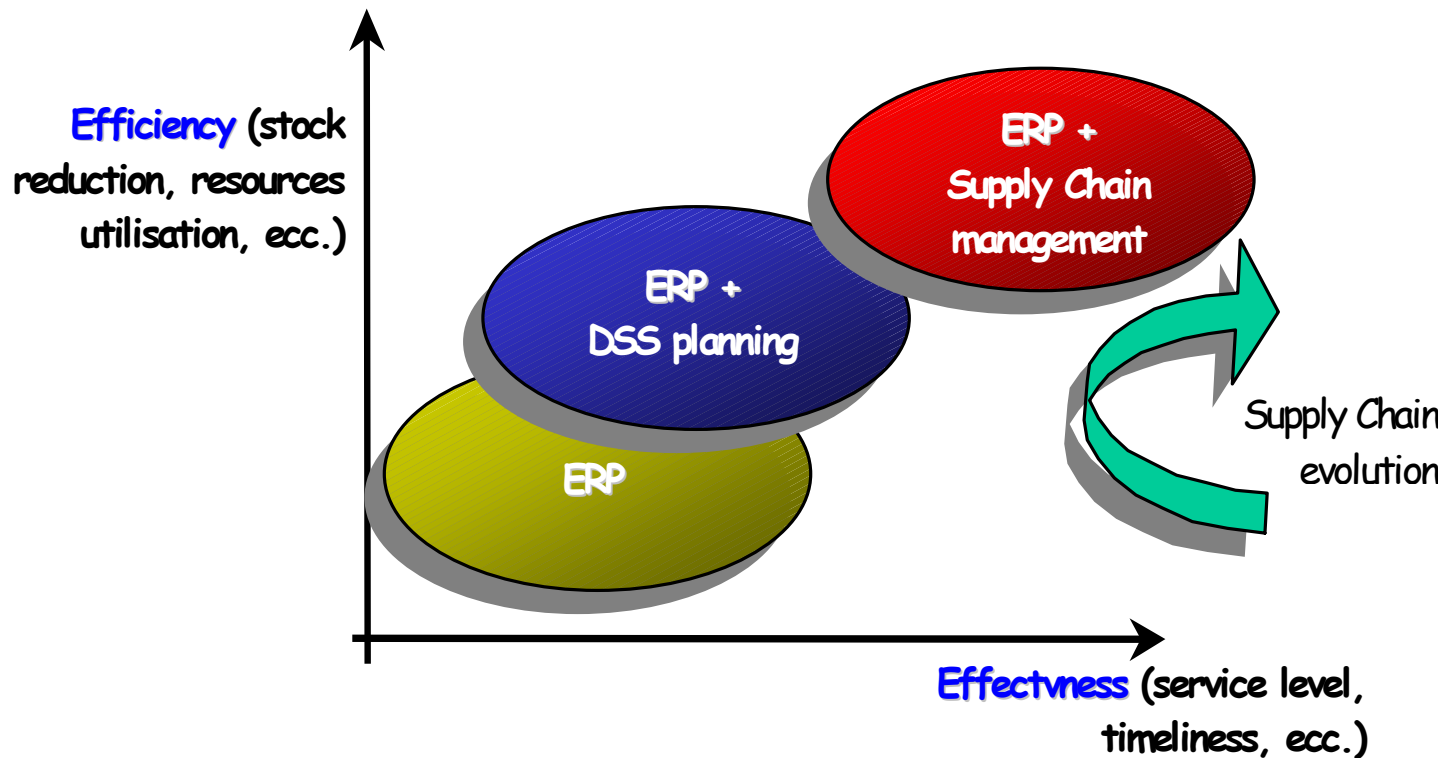 Efficiency (stock
reduction, resources
utilisation, ecc.)
ERP +
Supply Chain
management
ERP +
DSS planning
ERP
Supply Chain
evolution
Effectvness (service level,
timeliness, ecc.)